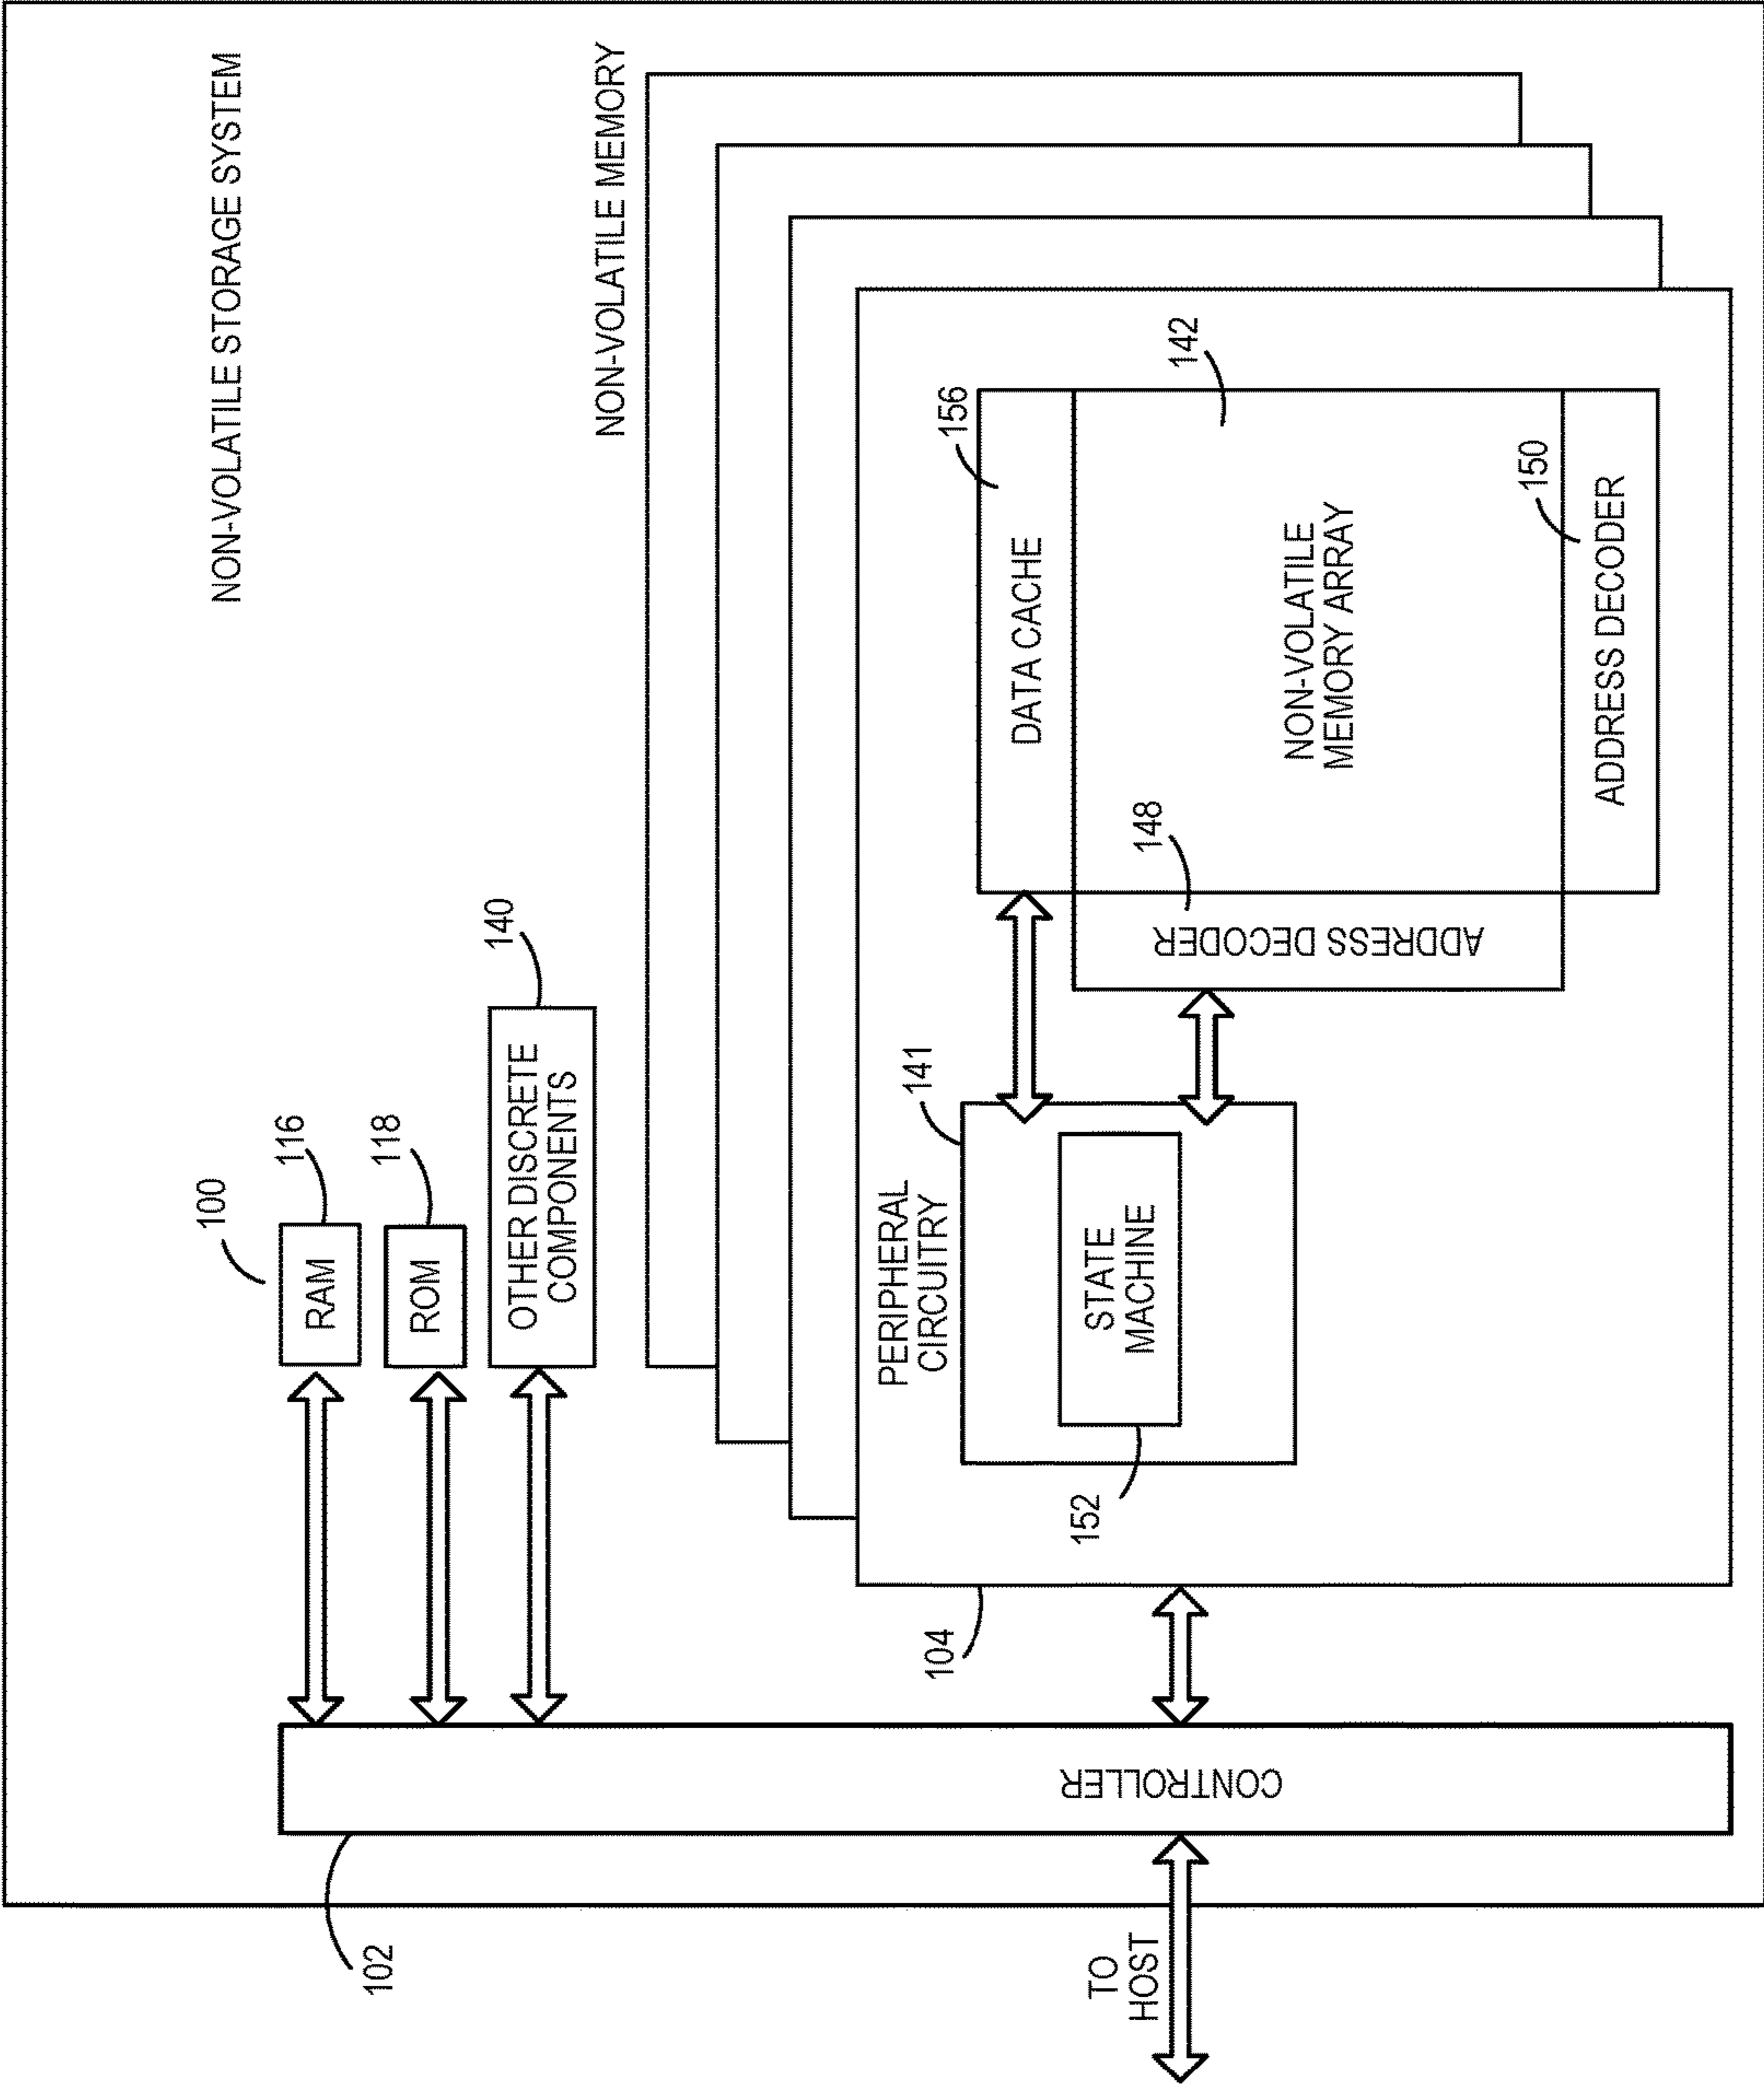 NON-VOLATILE STORAGE SYSTEM
100
RAM
116
ROM
118
OTHER DISCRETE
COMPONENTS
140
NON-VOLATILE MEMORY
102
CONTROLLER
TO
HOST
104
PERIPHERAL
CIRCUITRY
141
STATE
MACHINE
152
DATA CACHE
156
ADDRESS DECODER
148
NON-VOLATILE
MEMORY ARRAY
142
ADDRESS DECODER
150